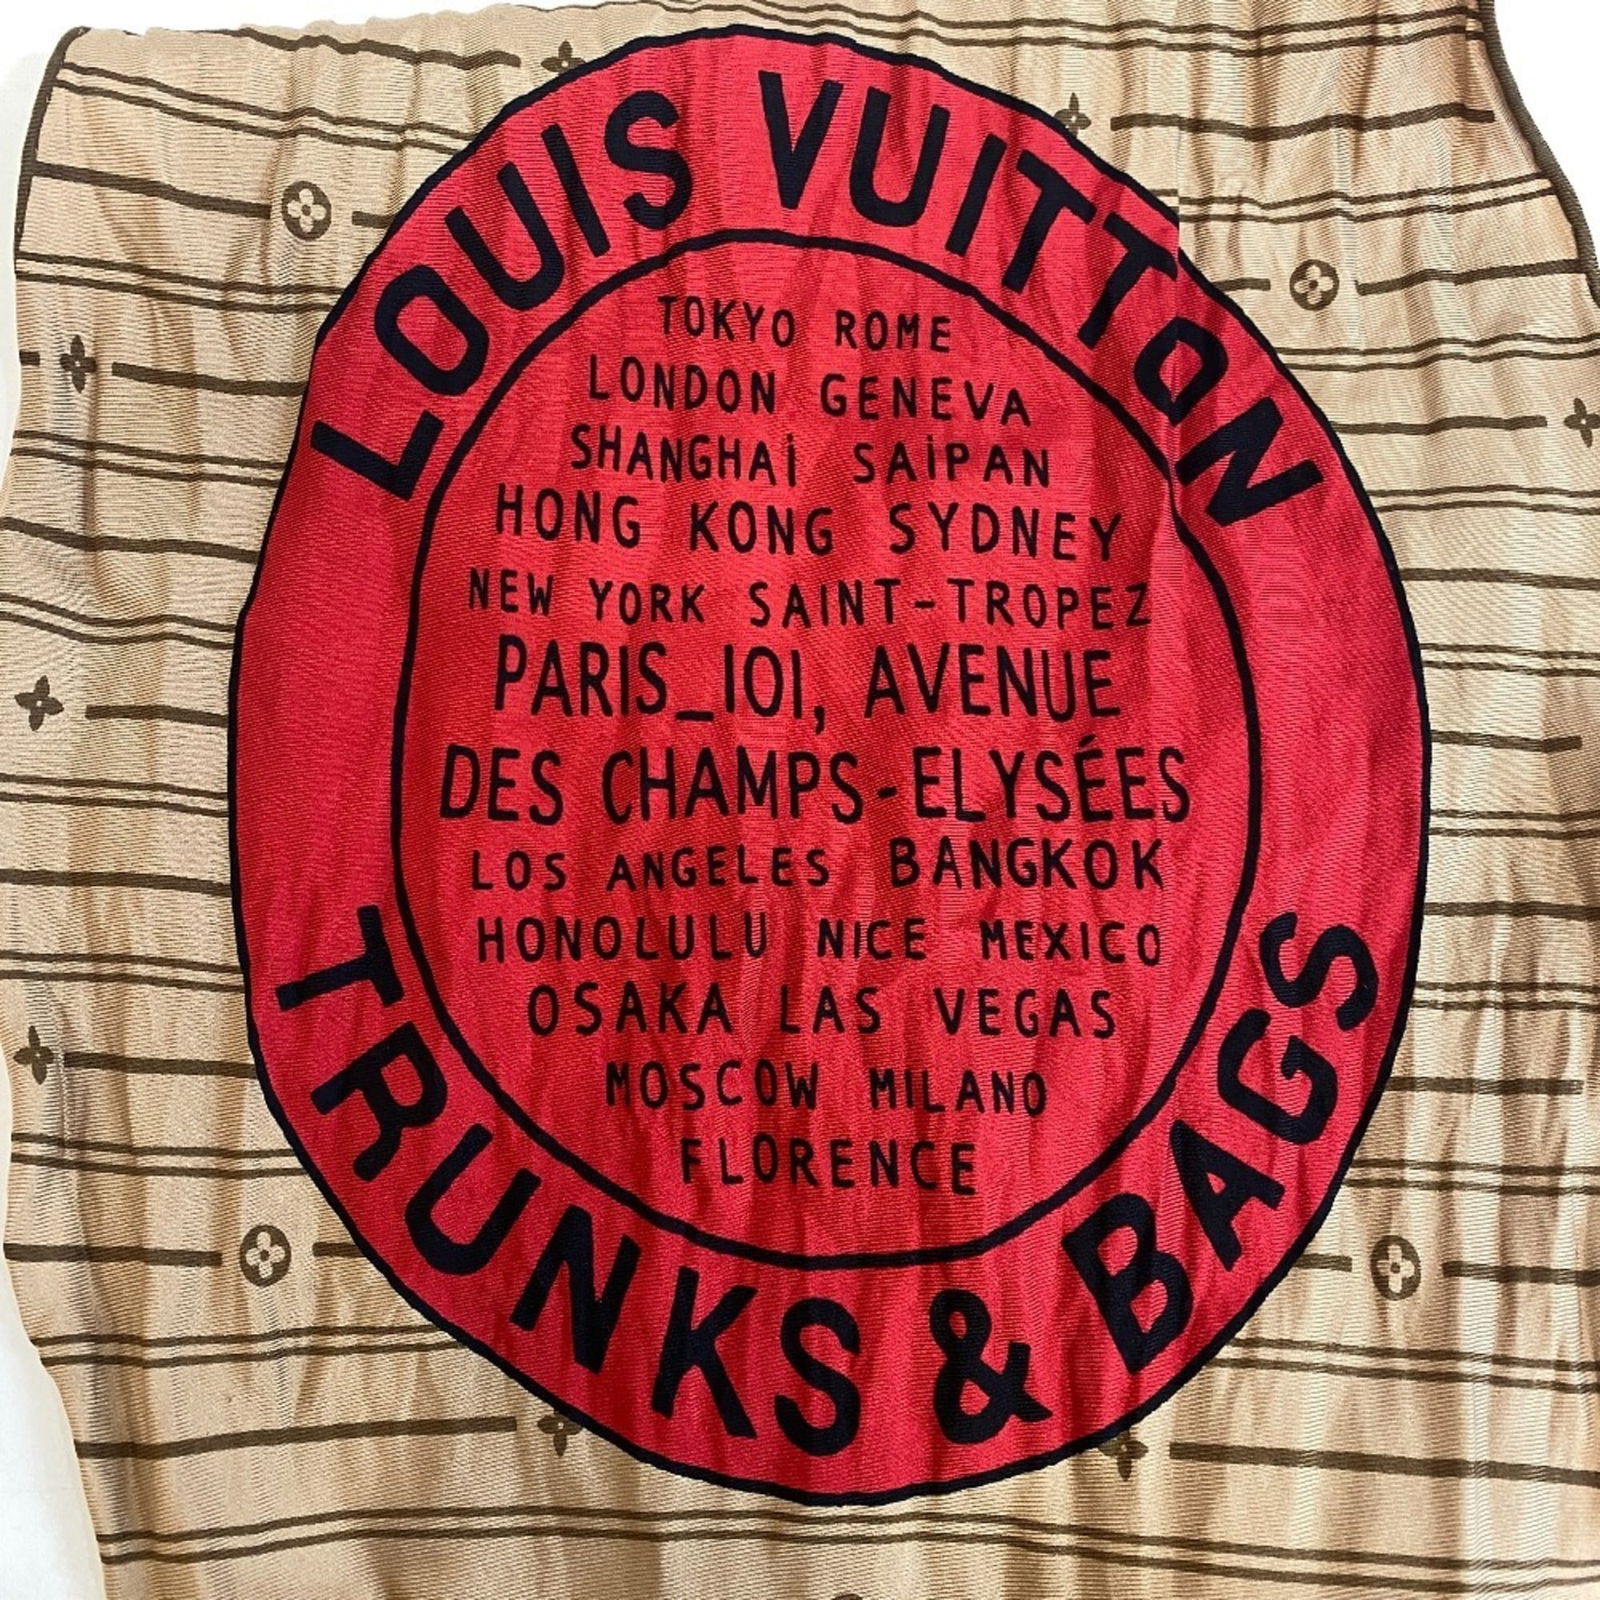 LOUIS VUITTON
TOKYO ROME
LONDON GENEVA
SHANGHAi SAiPAN
HONG KONG SYDNEY
NEW YORK SAINT-TROPEZ
PARIS_101, AVENUE
DES CHAMPS-ELYSÉES
LOS ANGELES BANGKOK
HONOLULU NICE MEXICO
OSAKA LAS VEGAS
MOSCOW MILANO
FLORENCE
TRUNKS & BAGS